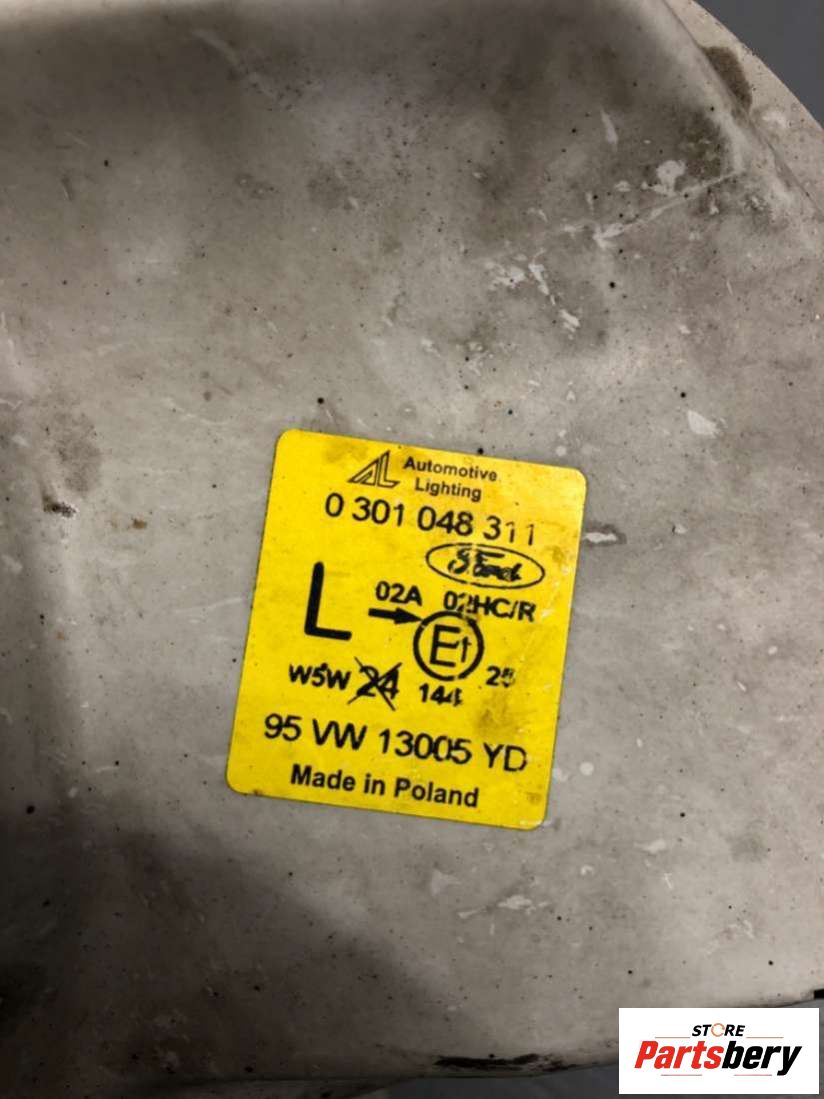 Automotive
Lighting
0 301 048 311
Ford
L
02A 02HC/R
E↑
W5W 24 144 25
95 VW 13005 YD
Made in Poland
STORE
Partsbery